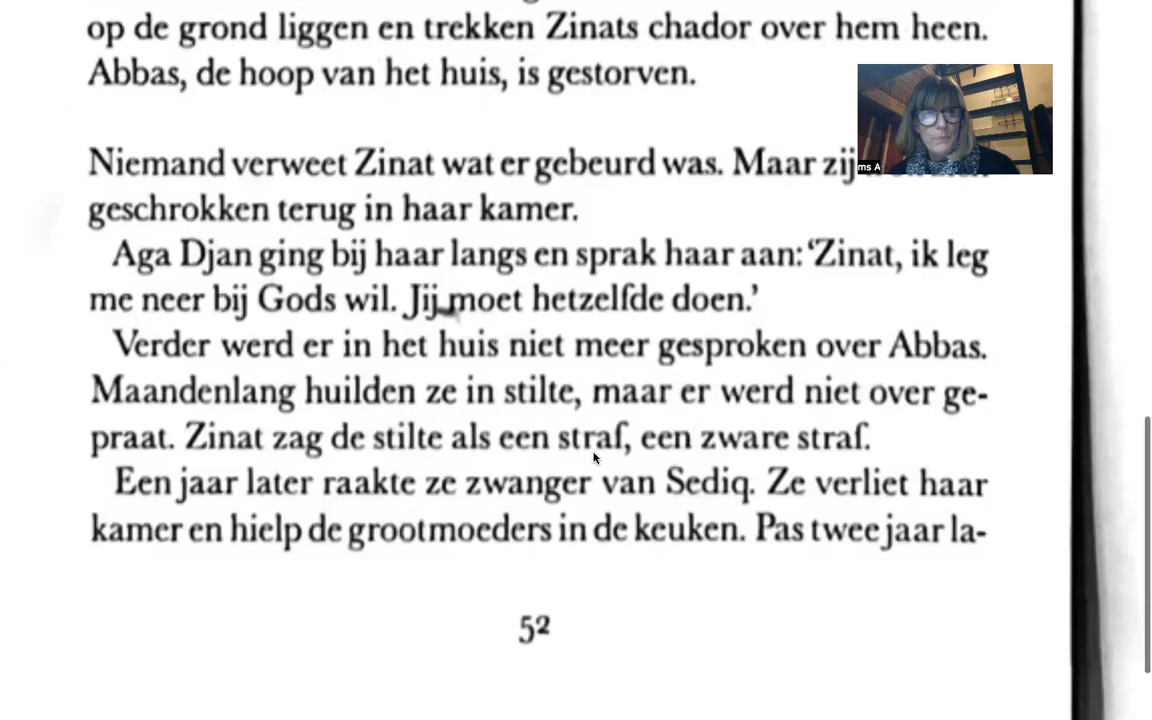 op de grond liggen en trekken Zinats chador over hem heen.
Abbas, de hoop van het huis, is gestorven.
Niemand verweet Zinat wat er gebeurd was. Maar zij
geschrokken terug in haar kamer.
Aga Djan ging bij haar langs en sprak haar aan: ‘Zinat, ik leg
me neer bij Gods wil. Jij moet hetzelfde doen.’
Verder werd er in het huis niet meer gesproken over Abbas.
Maandenlang huilden ze in stilte, maar er werd niet over ge-
praat. Zinat zag de stilte als een straf, een zware straf.
Een jaar later raakte ze zwanger van Sediq. Ze verliet haar
kamer en hielp de grootmoeders in de keuken. Pas twee jaar la-
52
ms A